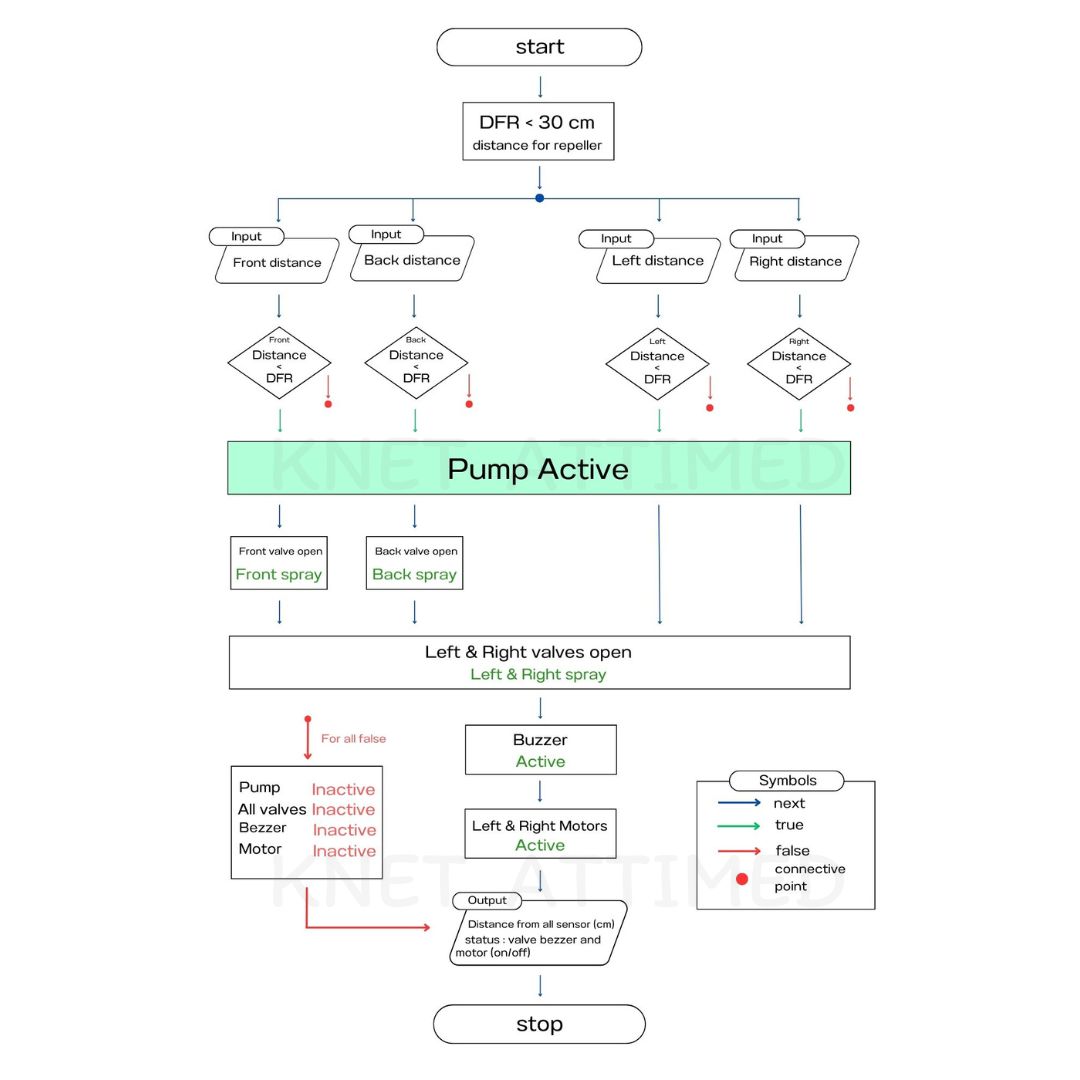 start
DFR < 30 cm
distance for repeller
Input
Front distance
Input
Back distance
Input
Left distance
Input
Right distance
Front
Distance
<
DFR
Back
Distance
<
DFR
Left
Distance
<
DFR
Right
Distance
<
DFR
KNET ATTIMED
Pump Active
Front valve open
Front spray
Back valve open
Back spray
Left & Right valves open
Left & Right spray
For all false
Pump Inactive
All valves Inactive
Bezzer Inactive
Motor Inactive
Buzzer
Active
Left & Right Motors
Active
KNET ATTIMED
Output
Distance from all sensor (cm)
status : valve bezzer and
motor (on/off)
Symbols
next
true
false
connective
point
stop